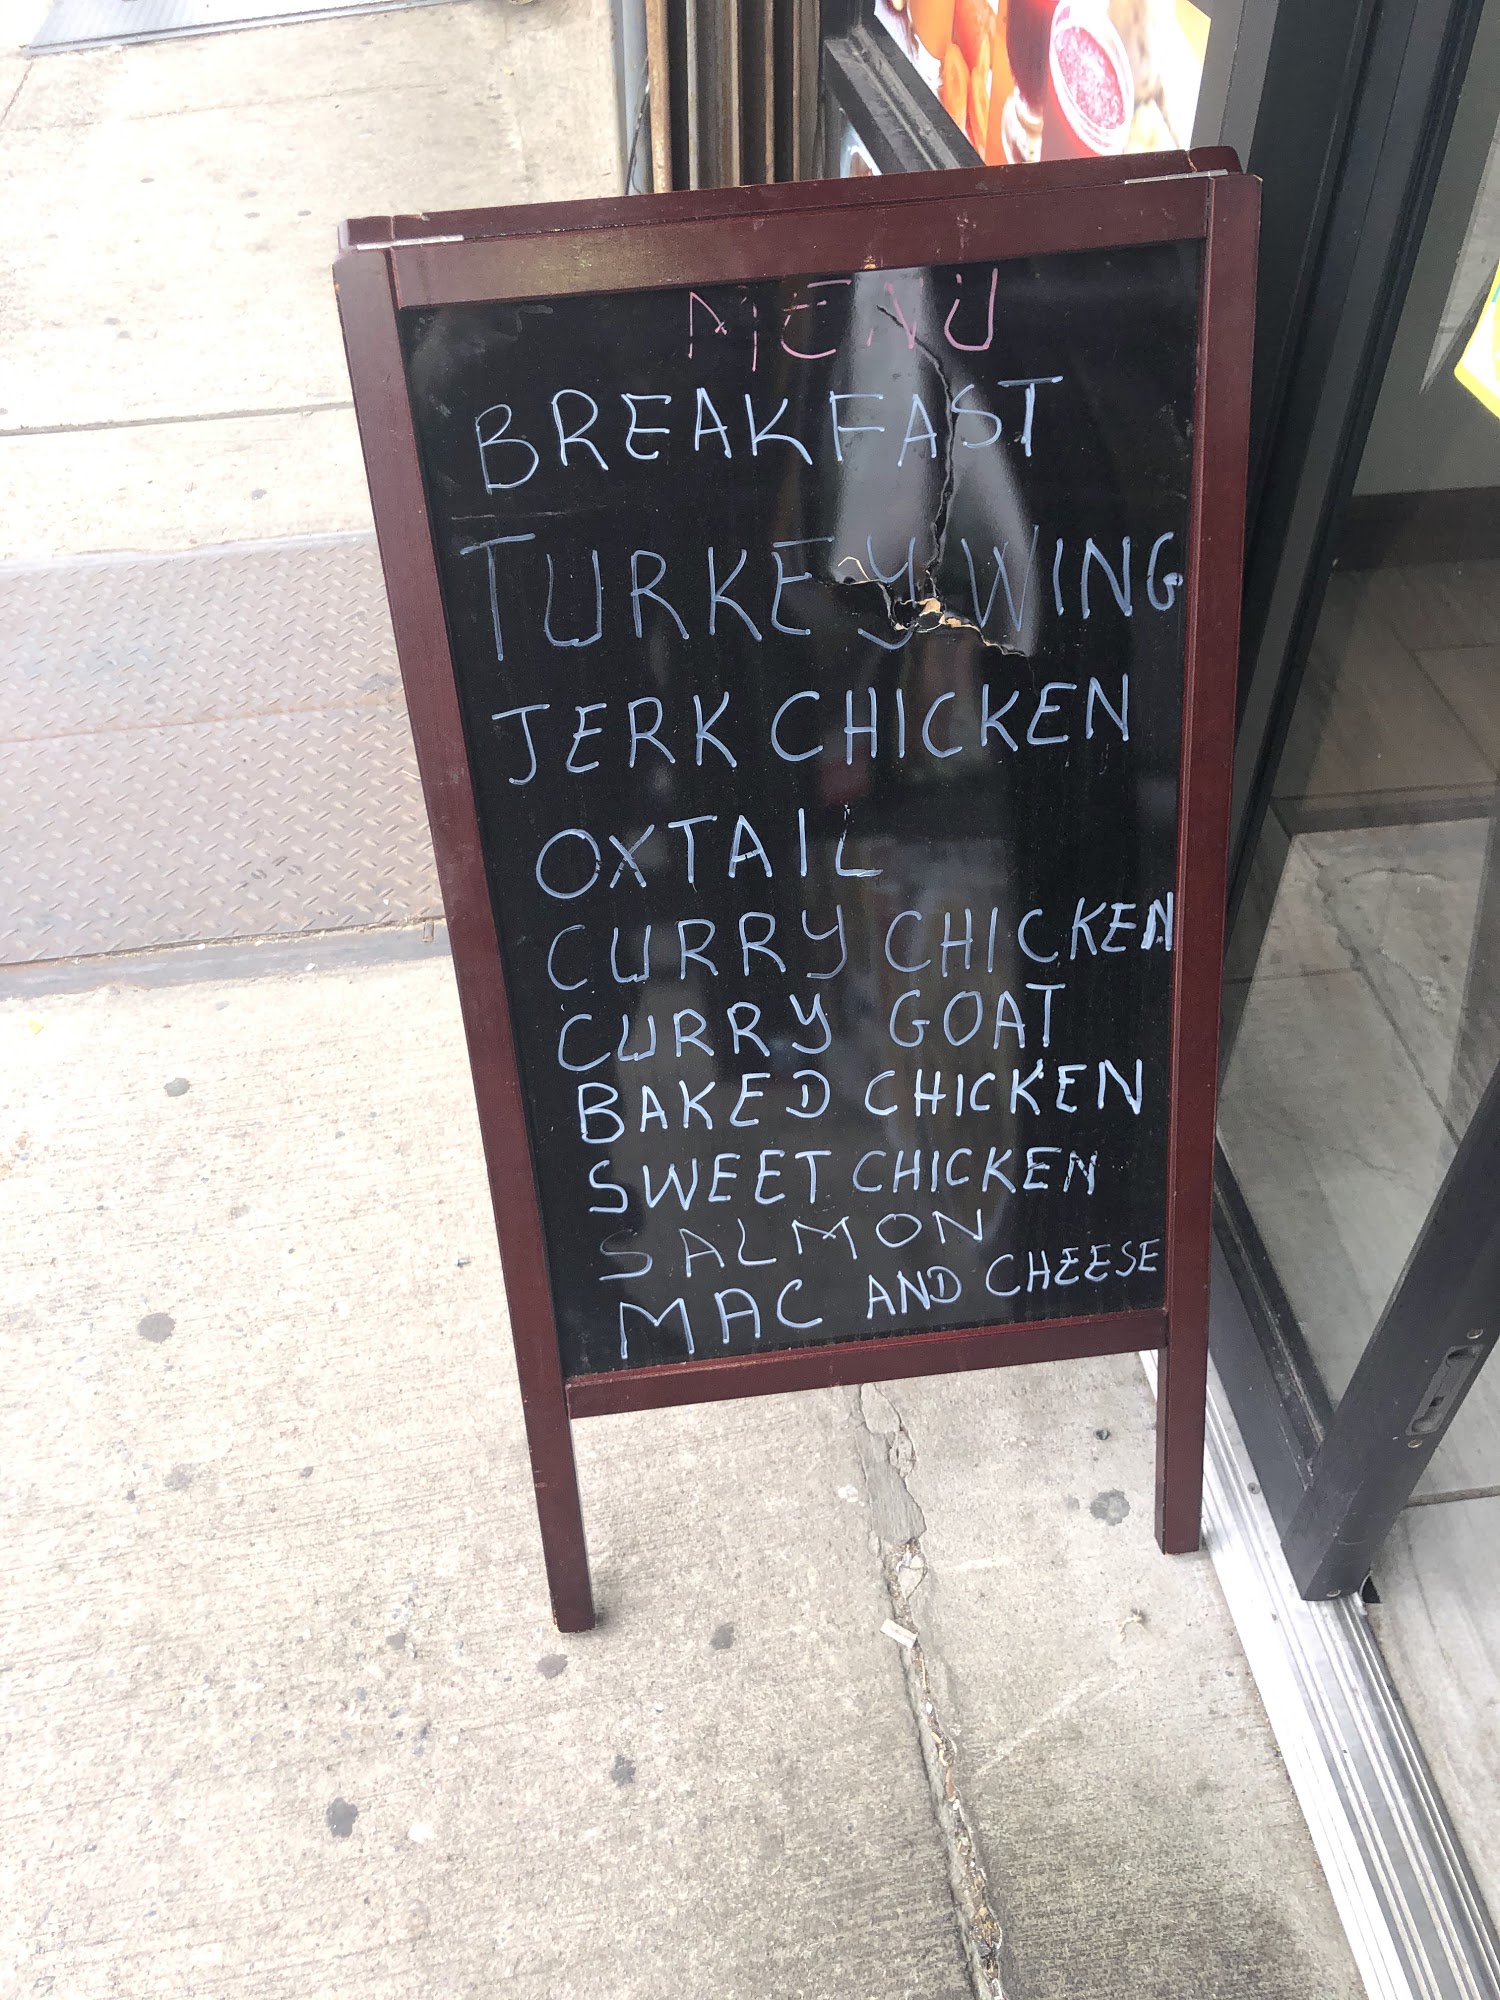 MENU
BREAKFAST
TURKEY WING
JERK CHICKEN
OXTAIL
CURRY CHICKEN
CURRY GOAT
BAKED CHICKEN
SWEET CHICKEN
SALMON
MAC AND CHEESE